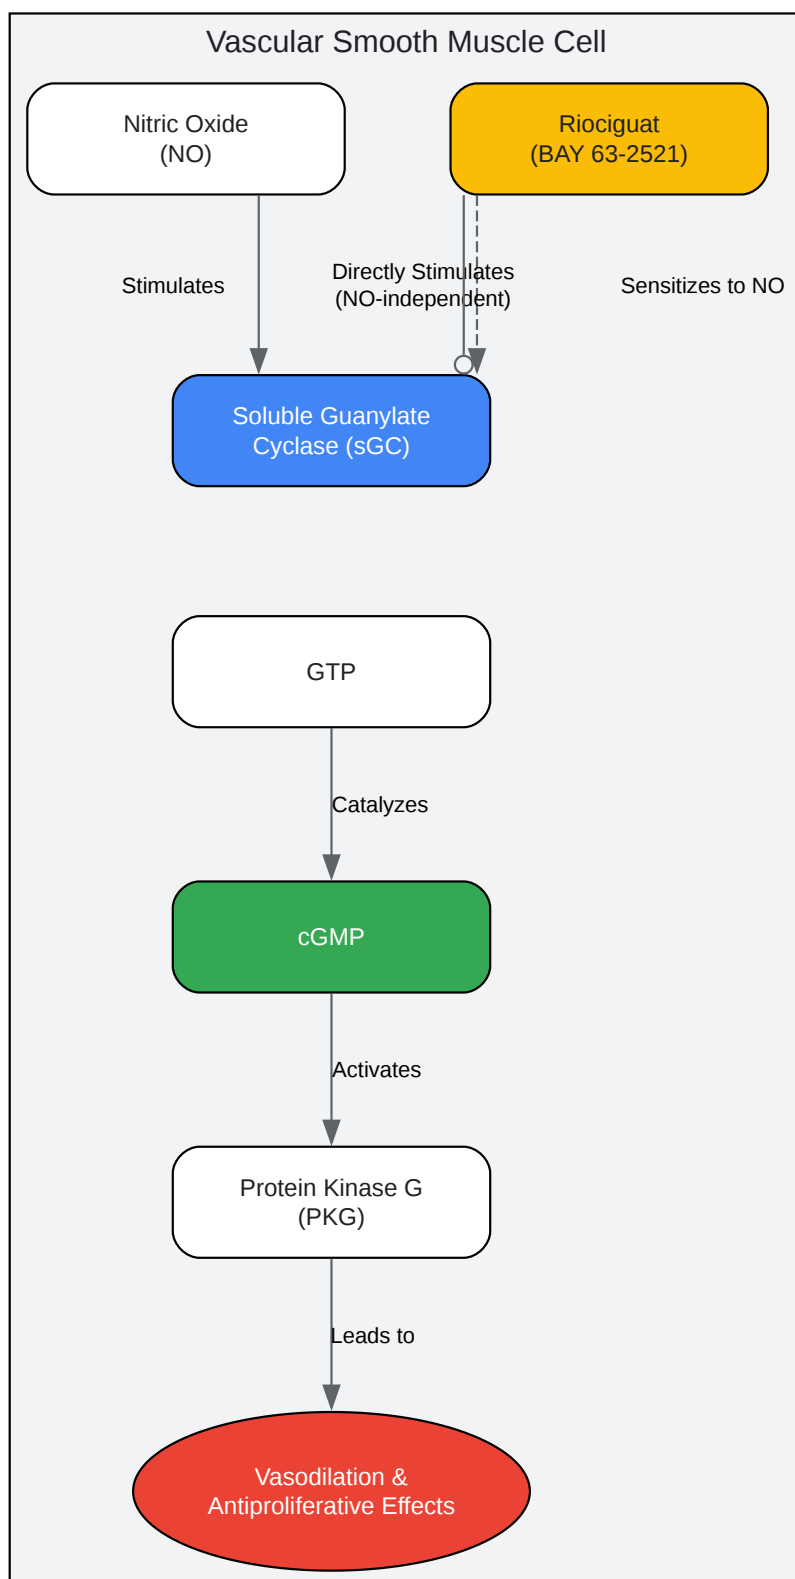 Vascular Smooth Muscle Cell
Nitric Oxide
(NO)
Riociguat
(BAY 63-2521)
Stimulates
Directly Stimulates
(NO-independent)
Sensitizes to NO
Soluble Guanylate
Cyclase (sGC)
GTP
Catalyzes
cGMP
Activates
Protein Kinase G
(PKG)
Leads to
Vasodilation &
Antiproliferative Effects